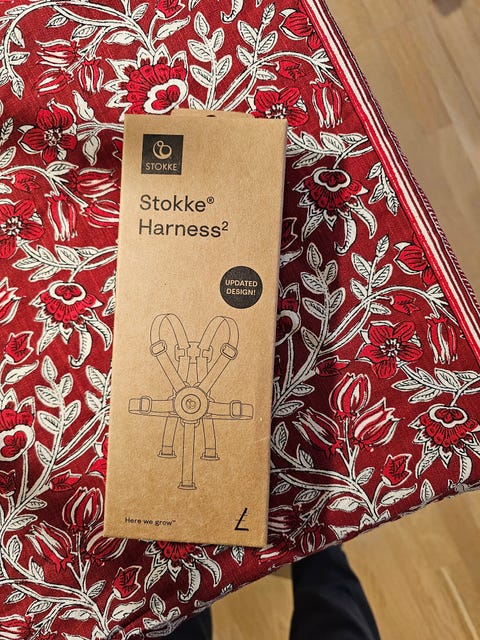 STOKKE
Stokke®
Harness²
UPDATED
DESIGN!
Here we grow™